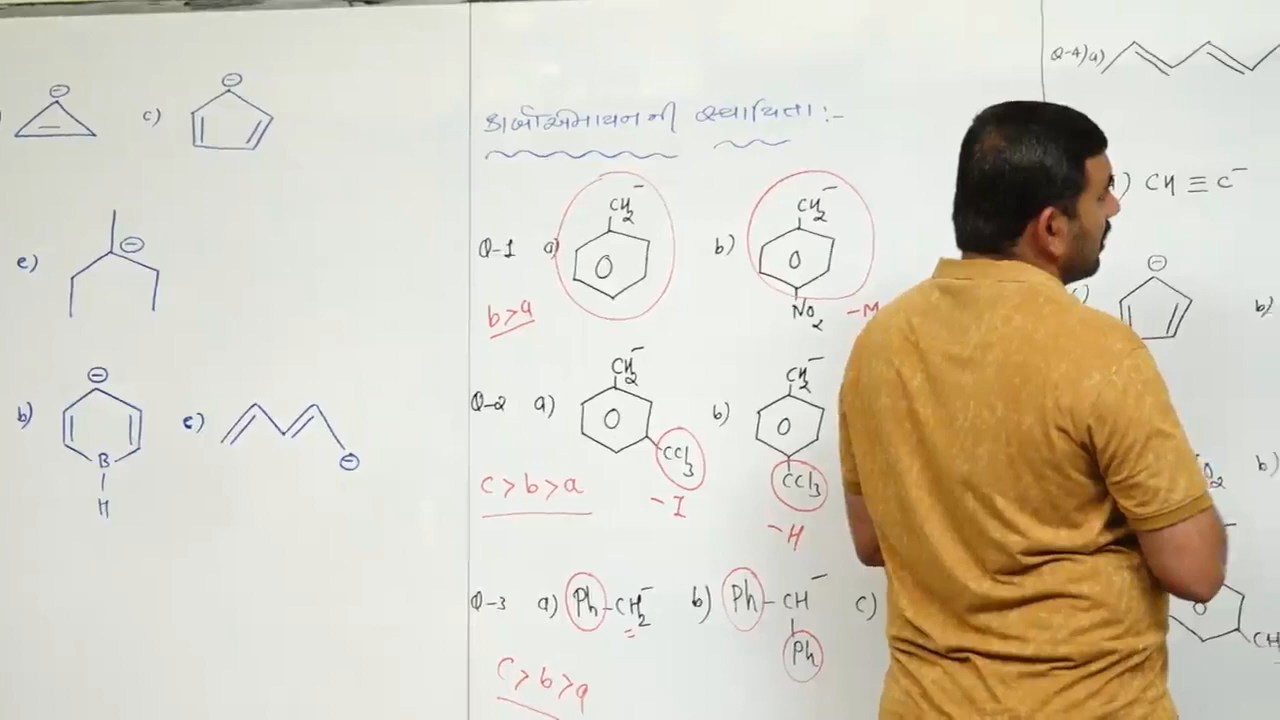 c)
e)
b) B c)
H
કાર્બોએનાયનની સ્થાયિતા :-
Q-1 a) CH₂⁻ b) CH₂⁻
b > a NO₂ -M
Q-2 a) CH₂⁻ CCl₃ b) CH₂⁻ CCl₃
c > b > a -I -H
Q-3 a) Ph-CH₂⁻ b) Ph-CH⁻ c)
Ph
c > b > a
Q-4) a)
) CH ≡ C⁻
b)
b)
CH